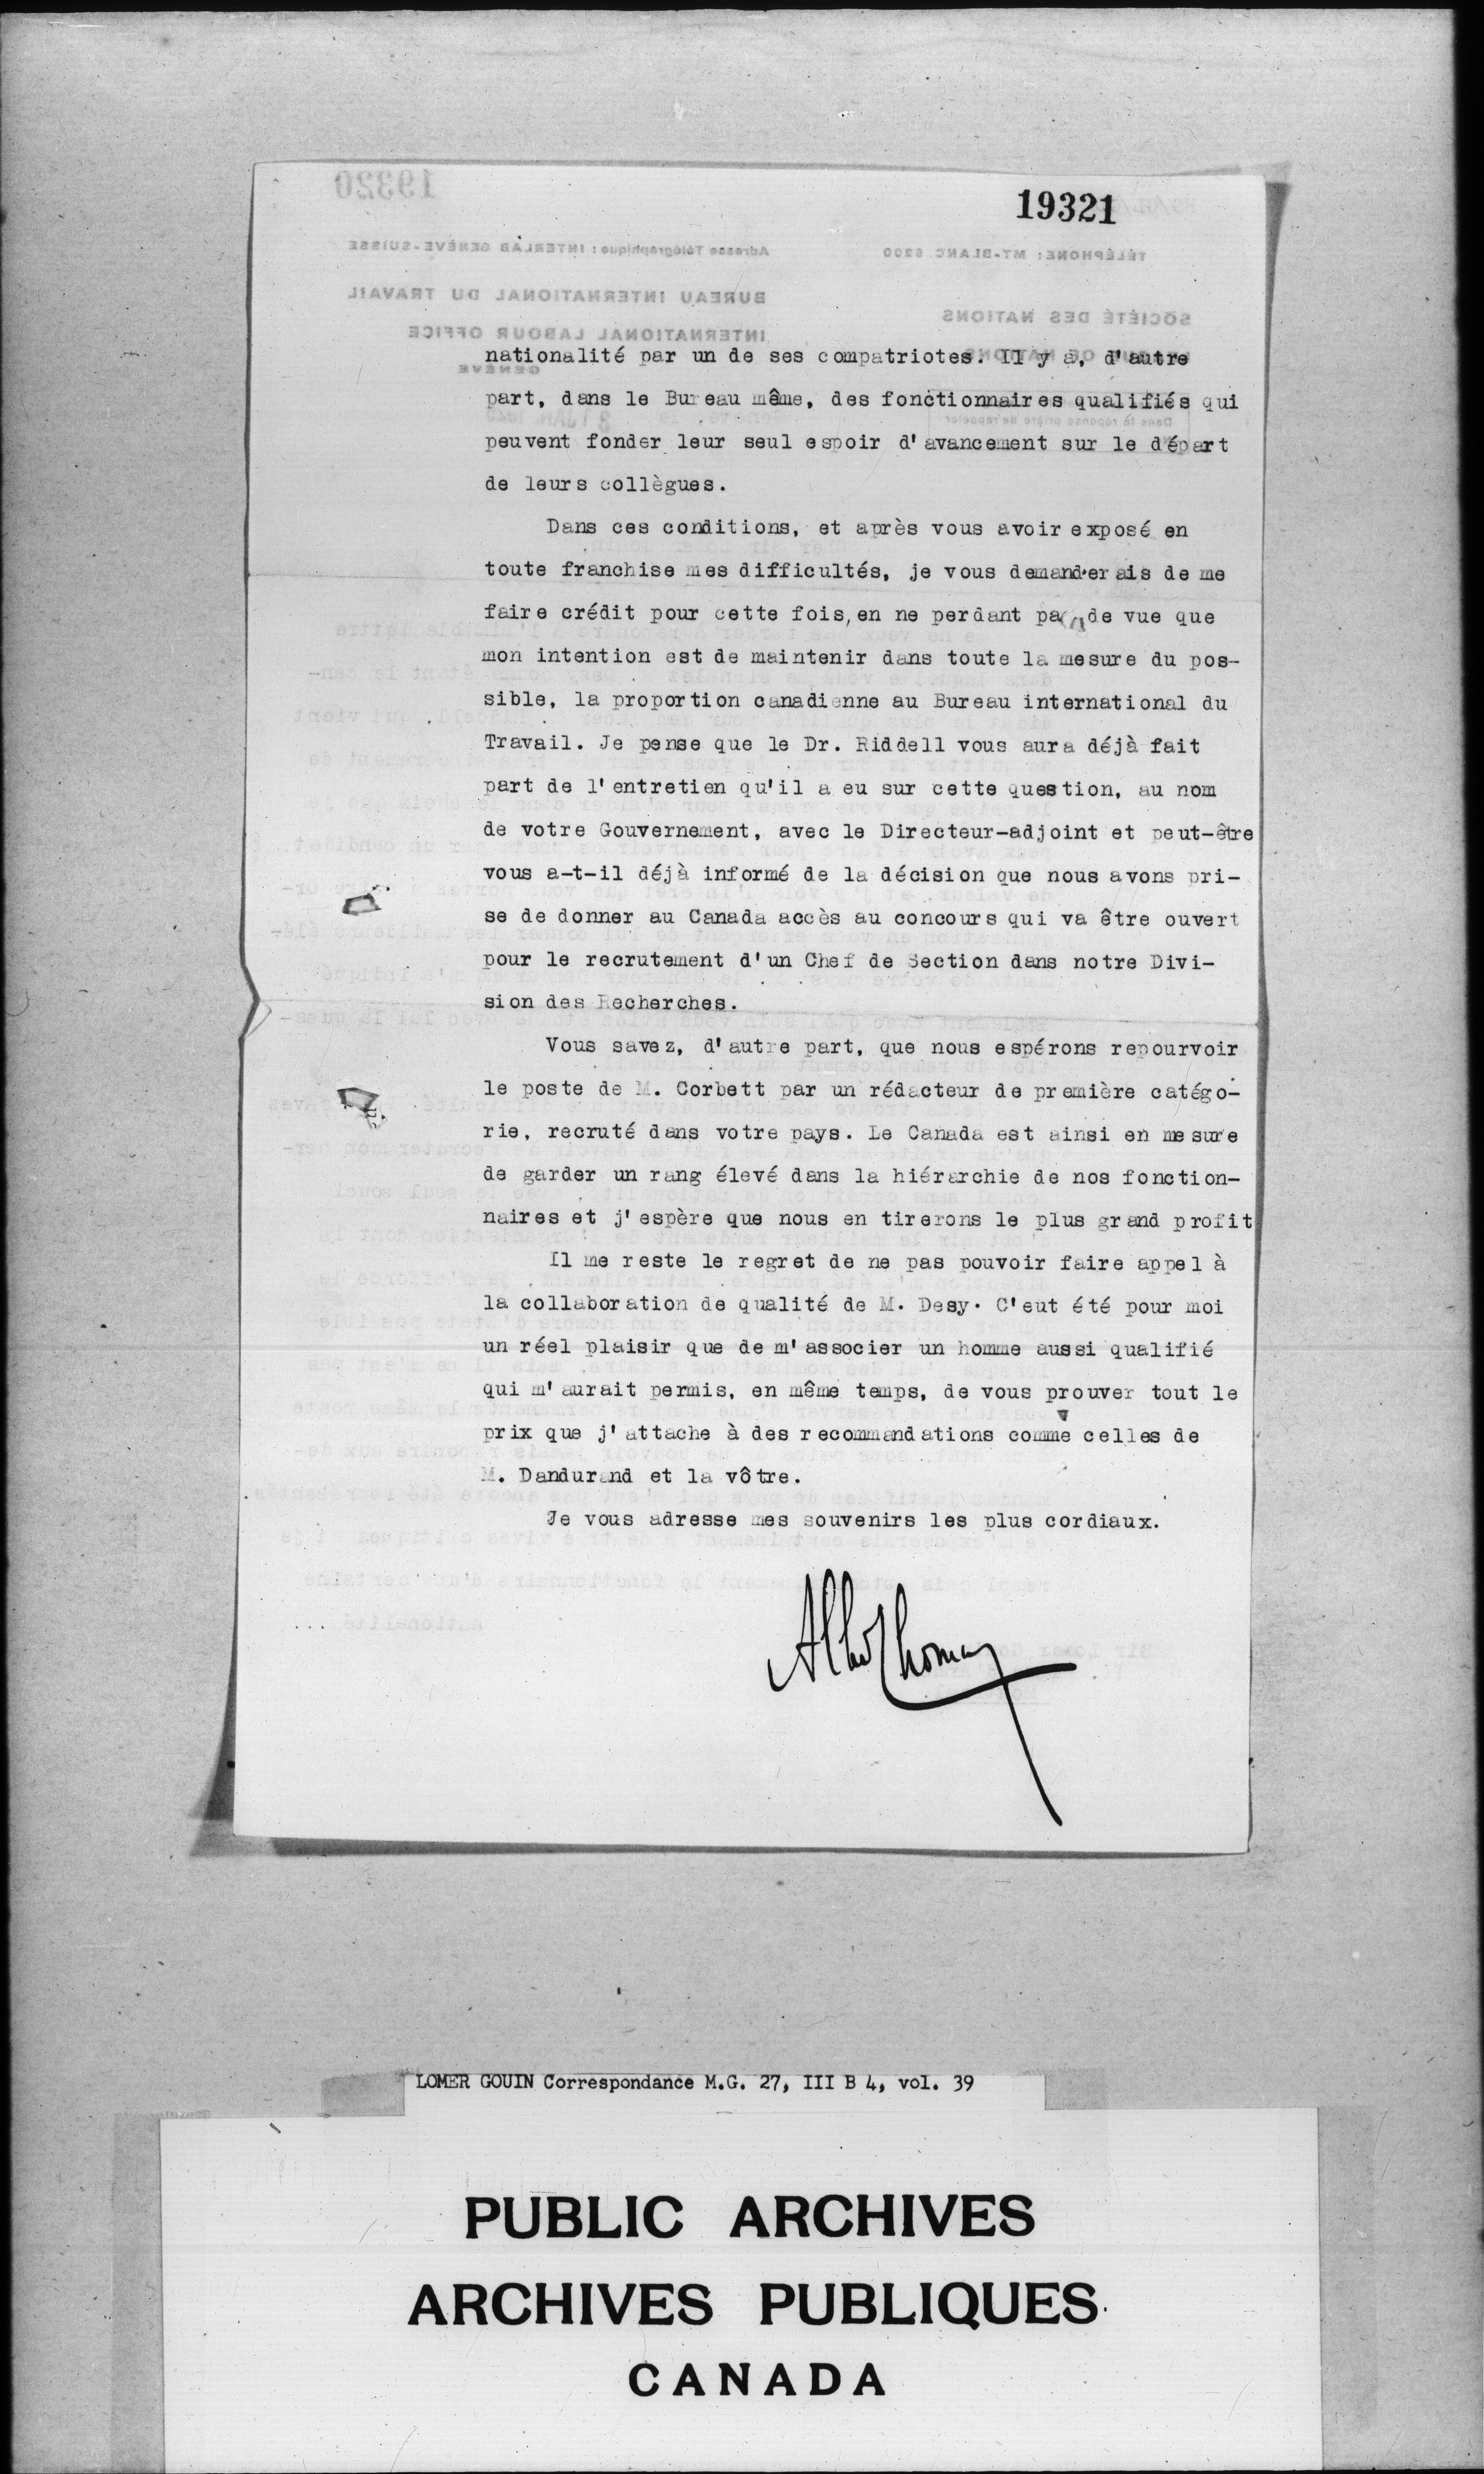 19321
nationalité par un de ses compatriotes. Il y a, d'autre
part, dans le Bureau même, des fonctionnaires qualifiés qui
peuvent fonder leur seul espoir d'avancement sur le départ
de leurs collègues.
Dans ces conditions, et après vous avoir exposé en
toute franchise mes difficultés, je vous demanderais de me
faire crédit pour cette fois, en ne perdant pas de vue que
mon intention est de maintenir dans toute la mesure du pos-
sible, la proportion canadienne au Bureau international du
Travail. Je pense que le Dr. Riddell vous aura déjà fait
part de l'entretien qu'il a eu sur cette question, au nom
de votre Gouvernement, avec le Directeur-adjoint et peut-être
vous a-t-il déjà informé de la décision que nous avons pri-
se de donner au Canada accès au concours qui va être ouvert
pour le recrutement d'un Chef de Section dans notre Divi-
sion des Recherches.
Vous savez, d'autre part, que nous espérons repourvoir
le poste de M. Corbett par un rédacteur de première catégo-
rie, recruté dans votre pays. Le Canada est ainsi en mesure
de garder un rang élevé dans la hiérarchie de nos fonction-
naires et j'espère que nous en tirerons le plus grand profit
Il me reste le regret de ne pas pouvoir faire appel à
la collaboration de qualité de M. Desy. C'eut été pour moi
un réel plaisir que de m'associer un homme aussi qualifié
qui m'aurait permis, en même temps, de vous prouver tout le
prix que j'attache à des recommandations comme celles de
M. Dandurand et la vôtre.
Je vous adresse mes souvenirs les plus cordiaux.
Albert Thomas
LOMER GOUIN Correspondance M.G. 27, III B 4, vol. 39
PUBLIC ARCHIVES
ARCHIVES PUBLIQUES
CANADA